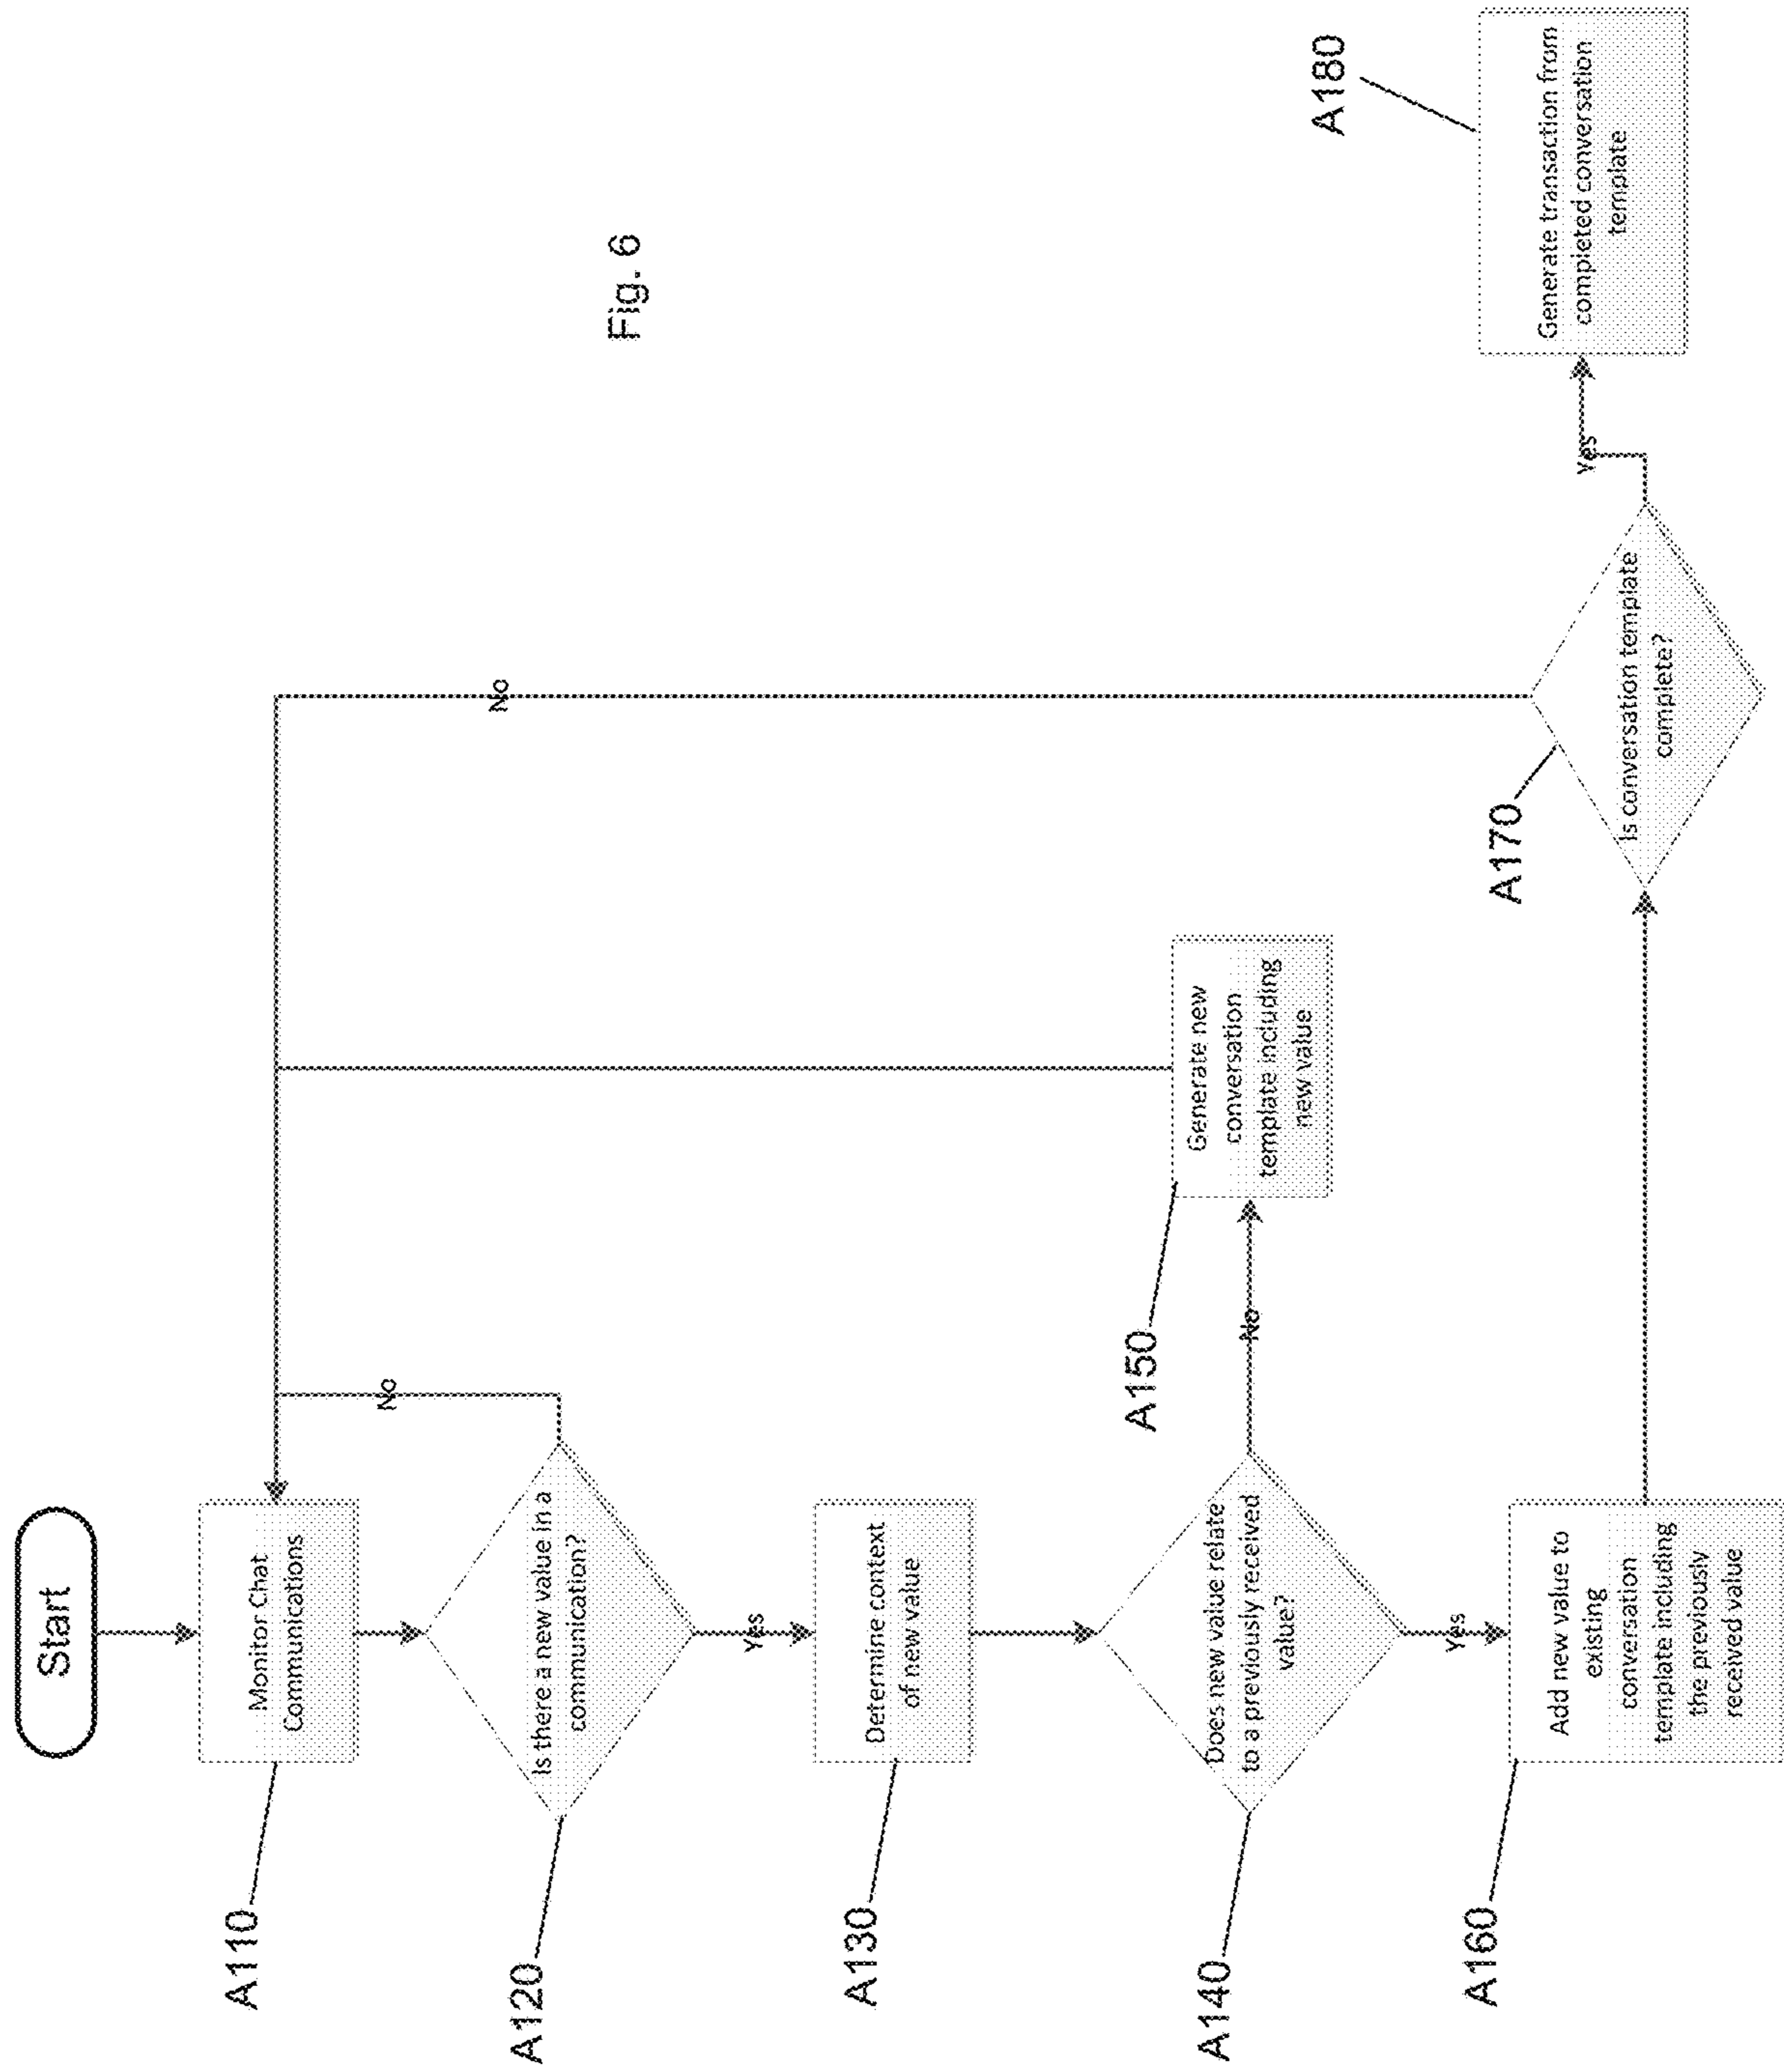 Start
A110
Monitor Chat
Communications
A120
Is there a new value in a
communication?
No
Yes
A130
Determine context
of new value
A140
Does new value relate
to a previously received
value?
No
A150
Generate new
conversation
template including
new value
Yes
A160
Add new value to
existing
conversation
template including
the previously
received value
A170
Is conversation template
complete?
No
Yes
A180
Generate transaction from
completed conversation
template
Fig. 6